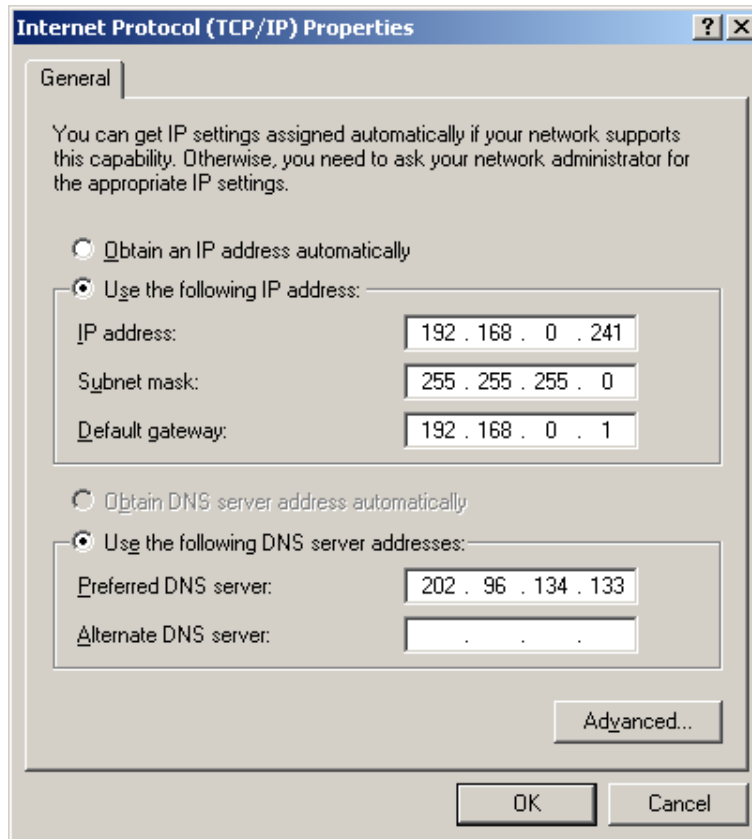 Internet Protocol (TCP/IP) Properties
General
You can get IP settings assigned automatically if your network supports
this capability. Otherwise, you need to ask your network administrator for
the appropriate IP settings.
Obtain an IP address automatically
Use the following IP address:
IP address: 192 . 168 . 0 . 241
Subnet mask: 255 . 255 . 255 . 0
Default gateway: 192 . 168 . 0 . 1
Obtain DNS server address automatically
Use the following DNS server addresses:
Preferred DNS server: 202 . 96 . 134 . 133
Alternate DNS server: . . .
Advanced...
OK Cancel